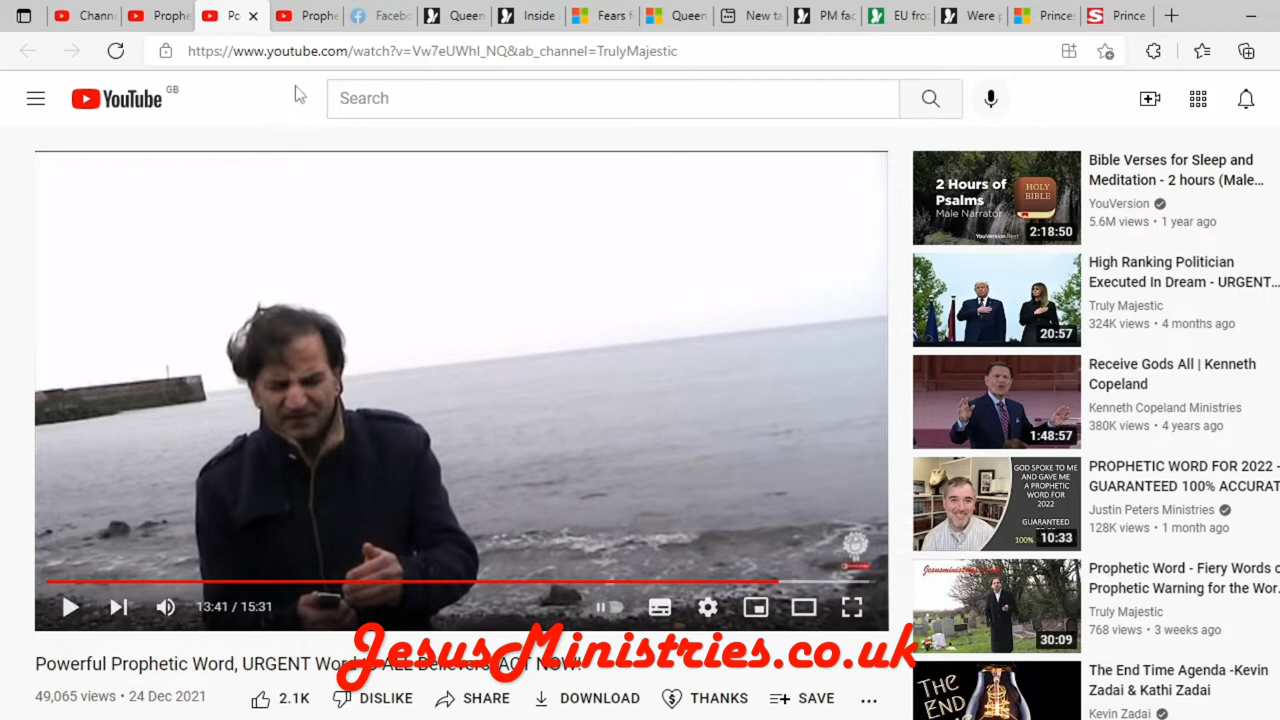 Chann
Prophe
Po
Prophe
Facebo
Queen
Inside
Fears f
Queen
New ta
PM fac
EU fro
Were p
Princes
Prince
https://www.youtube.com/watch?v=Vw7eUWhI_NQ&ab_channel=TrulyMajestic
YouTube GB
Search
2 Hours of
Psalms
Male Narrator
HOLY
BIBLE
2:18:50
Bible Verses for Sleep and
Meditation - 2 hours (Male...
YouVersion
5.6M views • 1 year ago
20:57
High Ranking Politician
Executed In Dream - URGENT...
Truly Majestic
324K views • 4 months ago
1:48:57
Receive Gods All | Kenneth
Copeland
Kenneth Copeland Ministries
380K views • 4 years ago
GOD SPOKE TO ME
AND GAVE ME
A PROPHETIC
WORD FOR
2022
GUARANTEED
100%
10:33
PROPHETIC WORD FOR 2022 -
GUARANTEED 100% ACCURAT
Justin Peters Ministries
128K views • 1 month ago
30:09
Prophetic Word - Fiery Words o
Prophetic Warning for the Wor.
Truly Majestic
768 views • 3 weeks ago
THE
END
The End Time Agenda -Kevin
Zadai & Kathi Zadai
Kevin Zadai
13:41 / 15:31
JesusMinistries.co.uk
Powerful Prophetic Word, URGENT Word ALL Believers ACT NOW!
49,065 views • 24 Dec 2021
2.1K
DISLIKE
SHARE
DOWNLOAD
THANKS
SAVE